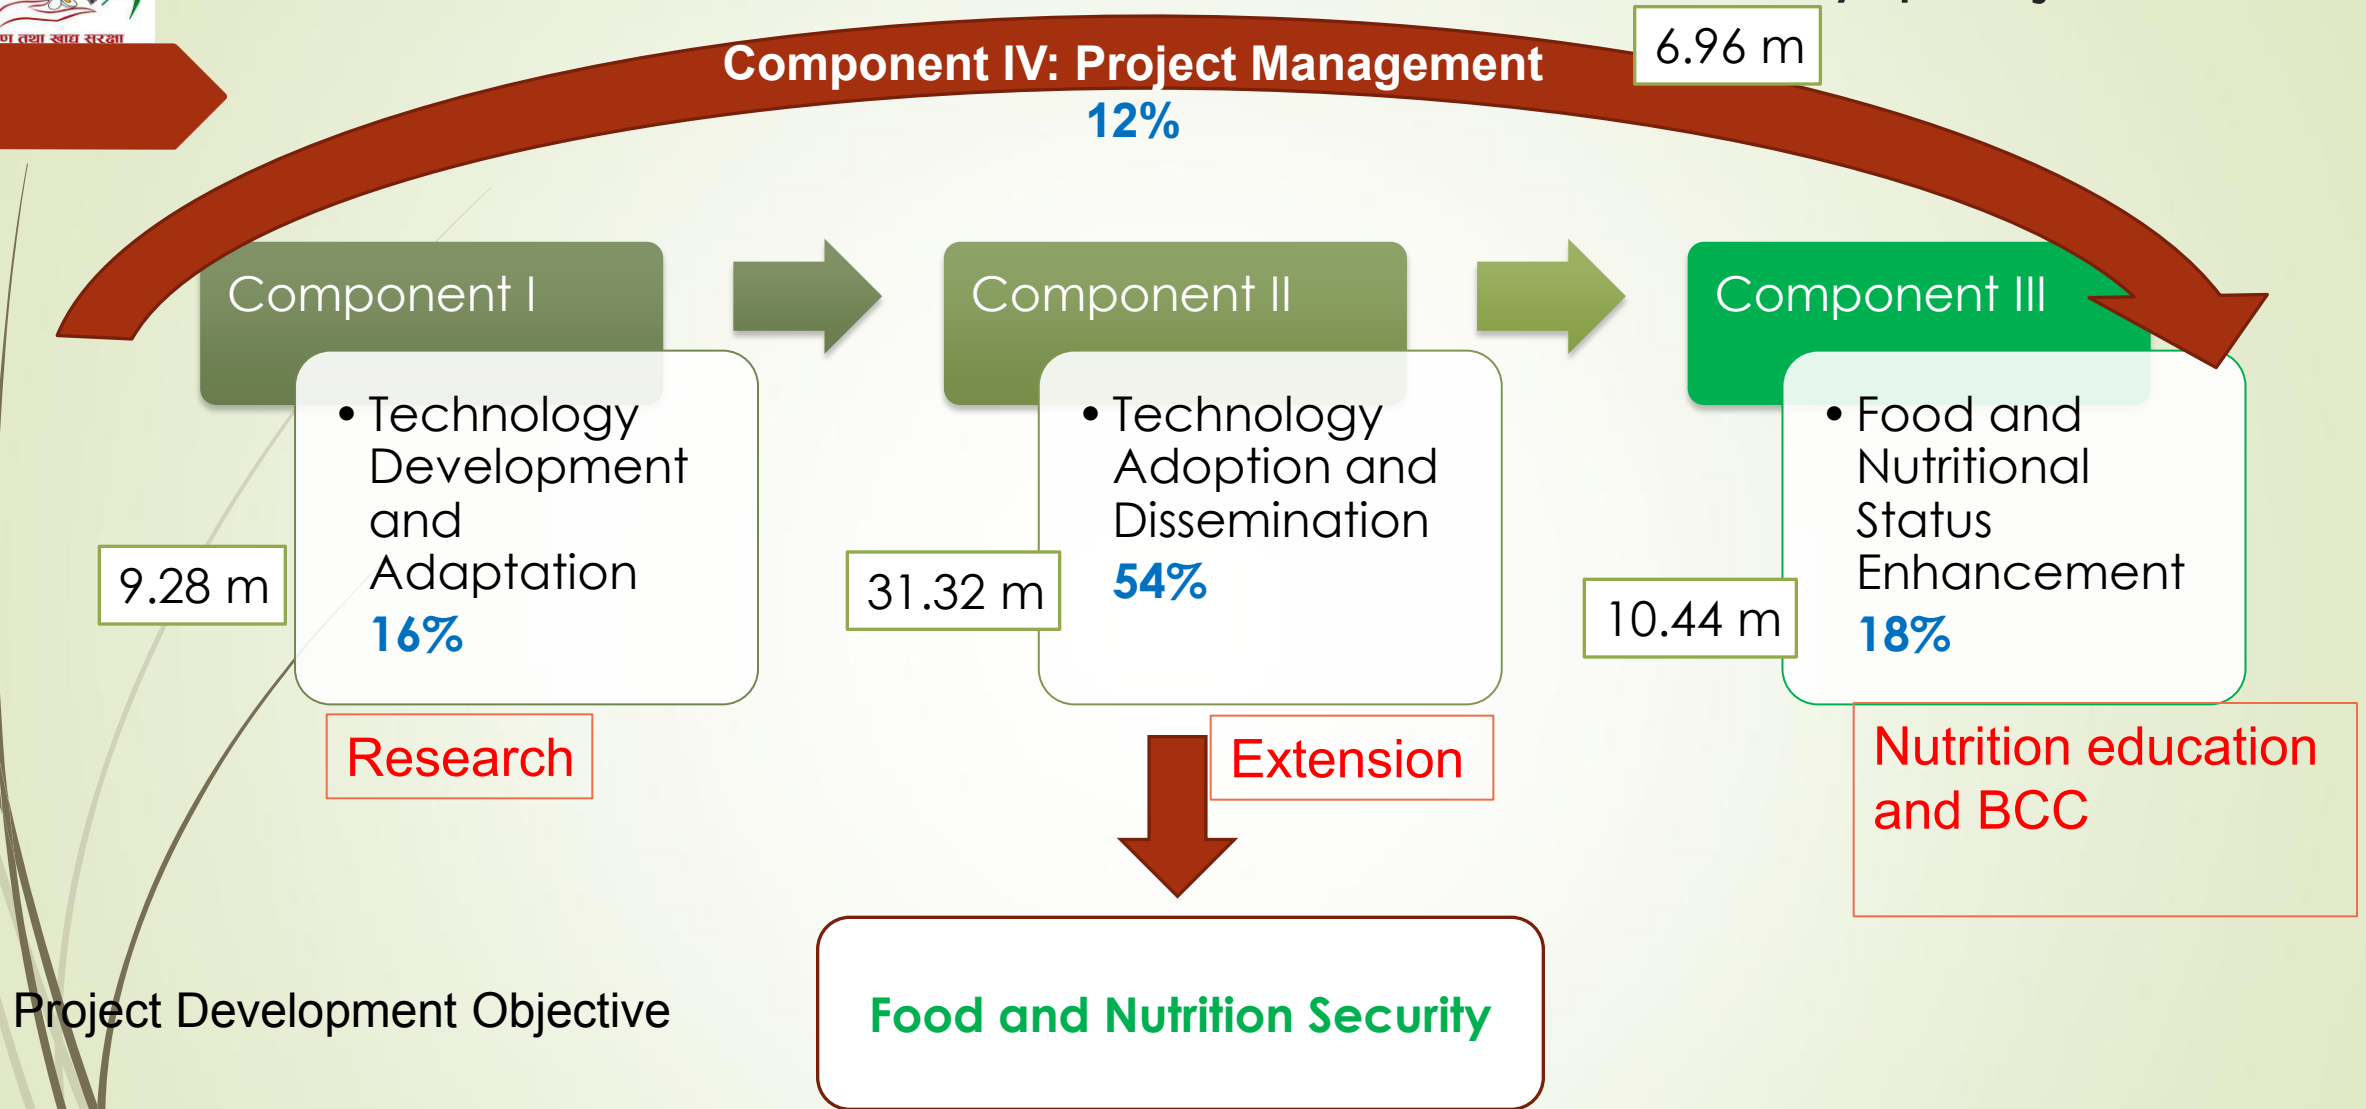 तथा खाद्य सुरक्षा
Component IV: Project Management
12%
6.96 m
Component I
• Technology
Development
and
Adaptation
16%
9.28 m
Research
Component II
• Technology
Adoption and
Dissemination
54%
31.32 m
Extension
Component III
• Food and
Nutritional
Status
Enhancement
18%
10.44 m
Nutrition education
and BCC
Project Development Objective
Food and Nutrition Security